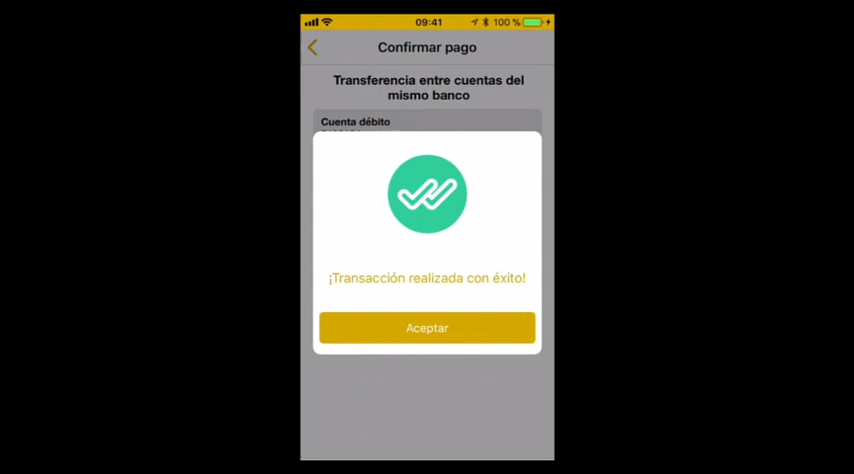 09:41
100 %
Confirmar pago
Transferencia entre cuentas del
mismo banco
Cuenta débito
¡Transacción realizada con éxito!
Aceptar